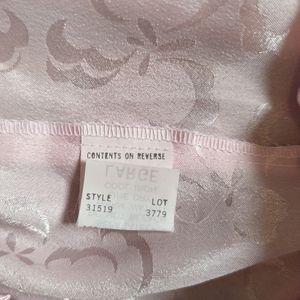 CONTENTS ON REVERSE
LARGE
STYLE LOT
31519 3779